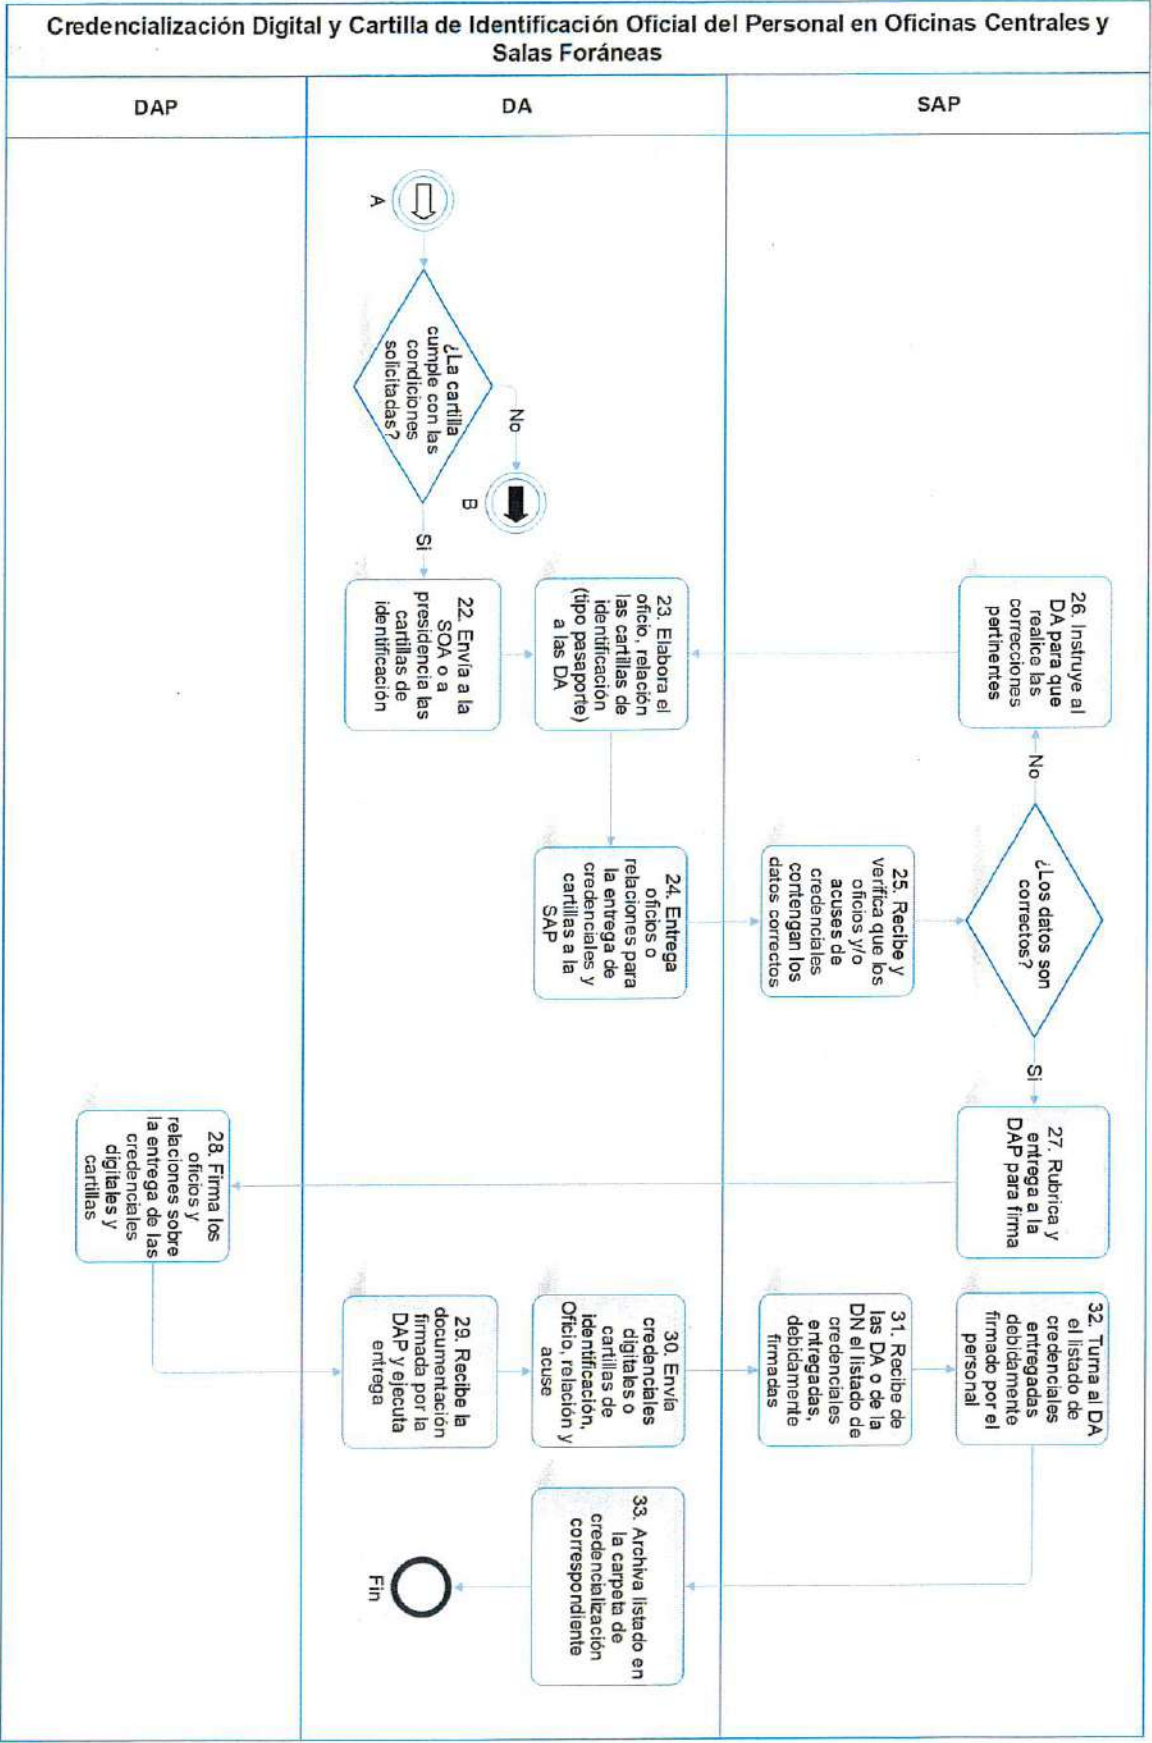 Credencialización Digital y Cartilla de Identificación Oficial del Personal en Oficinas Centrales y
Salas Foráneas
DAP
DA
SAP
A
¿La cartilla
cumple con las
condiciones
solicitadas?
No
B
Si
22. Envía a la
SOA o a
presidencia las
cartillas de
identificación
23. Elabora el
oficio, relación
las cartillas de
identificación
(tipo pasaporte)
a las DA
24. Entrega
oficios o
relaciones para
la entrega de
credenciales y
cartillas a la
SAP
25. Recibe y
verifica que los
oficios y/o
acuses de
credenciales
contengan los
datos correctos
¿Los datos son
correctos?
No
26. Instruye al
DA para que
realice las
correcciones
pertinentes
Si
27. Rubrica y
entrega a la
DAP para firma
28. Firma los
oficios y
relaciones sobre
la entrega de las
credenciales
digitales y
cartillas
29. Recibe la
documentación
firmada por la
DAP y ejecuta
entrega
30. Envía
credenciales
digitales o
cartillas de
identificación,
Oficio, relación y
acuse
31. Recibe de
las DA o de la
DN el listado de
credenciales
entregadas,
debidamente
firmadas
32. Turna al DA
el listado de
credenciales
entregadas
debidamente
firmado por el
personal
33. Archiva listado en
la carpeta de
credencialización
correspondiente
Fin